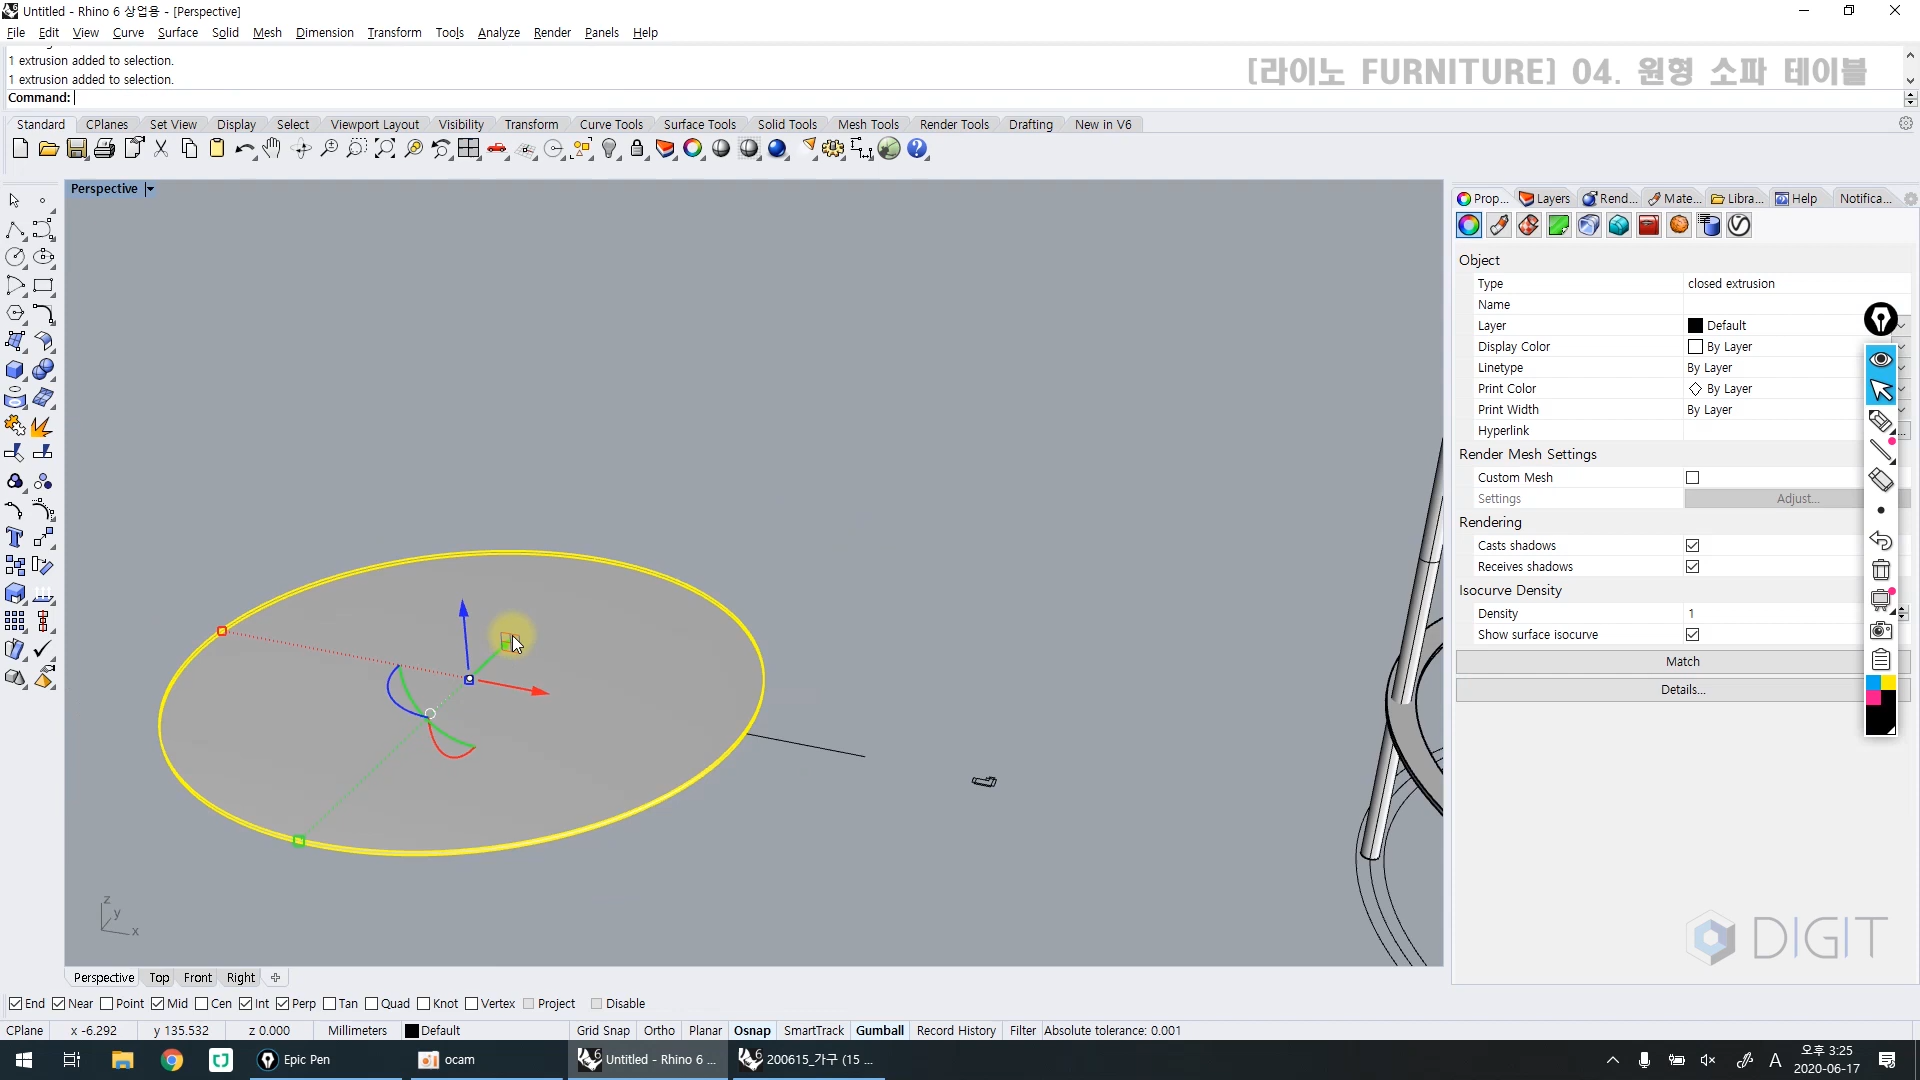 Untitled - Rhino 6 상업용 - [Perspective]
File Edit View Curve Surface Solid Mesh Dimension Transform Tools Analyze Render Panels Help
1 extrusion added to selection.
1 extrusion added to selection.
Command:
[라이노 FURNITURE] 04. 원형 소파 테이블
Standard CPlanes Set View Display Select Viewport Layout Visibility Transform Curve Tools Surface Tools Solid Tools Mesh Tools Render Tools Drafting New in V6
Perspective
Prop... Layers Rend... Mate... Libra... Help Notifica...
Object
Type closed extrusion
Name
Layer Default
Display Color By Layer
Linetype By Layer
Print Color By Layer
Print Width By Layer
Hyperlink
Render Mesh Settings
Custom Mesh
Settings Adjust...
Rendering
Casts shadows
Receives shadows
Isocurve Density
Density 1
Show surface isocurve
Match
Details...
z
y
x
DIGIT
Perspective Top Front Right
End Near Point Mid Cen Int Perp Tan Quad Knot Vertex Project Disable
CPlane x -6.292 y 135.532 z 0.000 Millimeters Default Grid Snap Ortho Planar Osnap SmartTrack Gumball Record History Filter Absolute tolerance: 0.001
Epic Pen ocam Untitled - Rhino 6 ... 200615_가구 (15 ... A 오후 3:25
2020-06-17